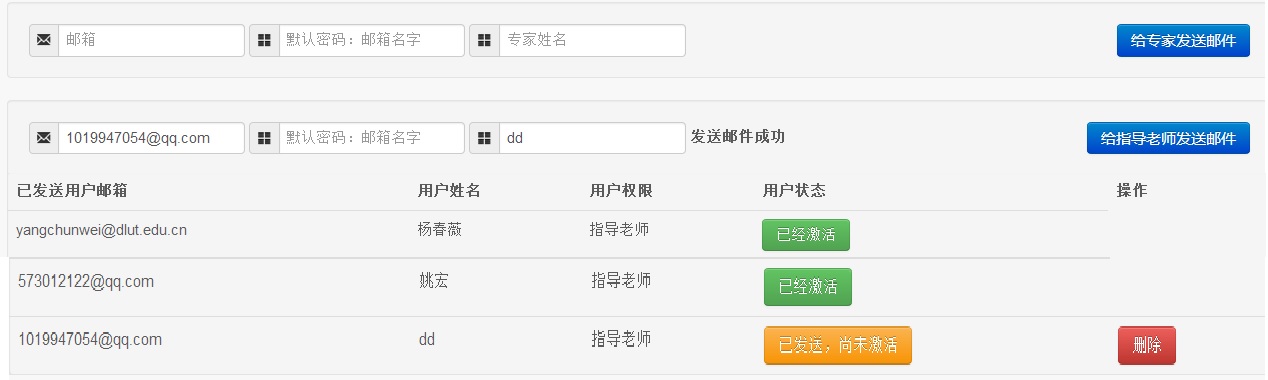 邮箱 默认密码：邮箱名字 专家姓名 给专家发送邮件
1019947054@qq.com 默认密码：邮箱名字 dd 发送邮件成功 给指导老师发送邮件
已发送用户邮箱 用户姓名 用户权限 用户状态 操作
yangchunwei@dlut.edu.cn 杨春薇 指导老师 已经激活
573012122@qq.com 姚宏 指导老师 已经激活
1019947054@qq.com dd 指导老师 已发送，尚未激活 删除